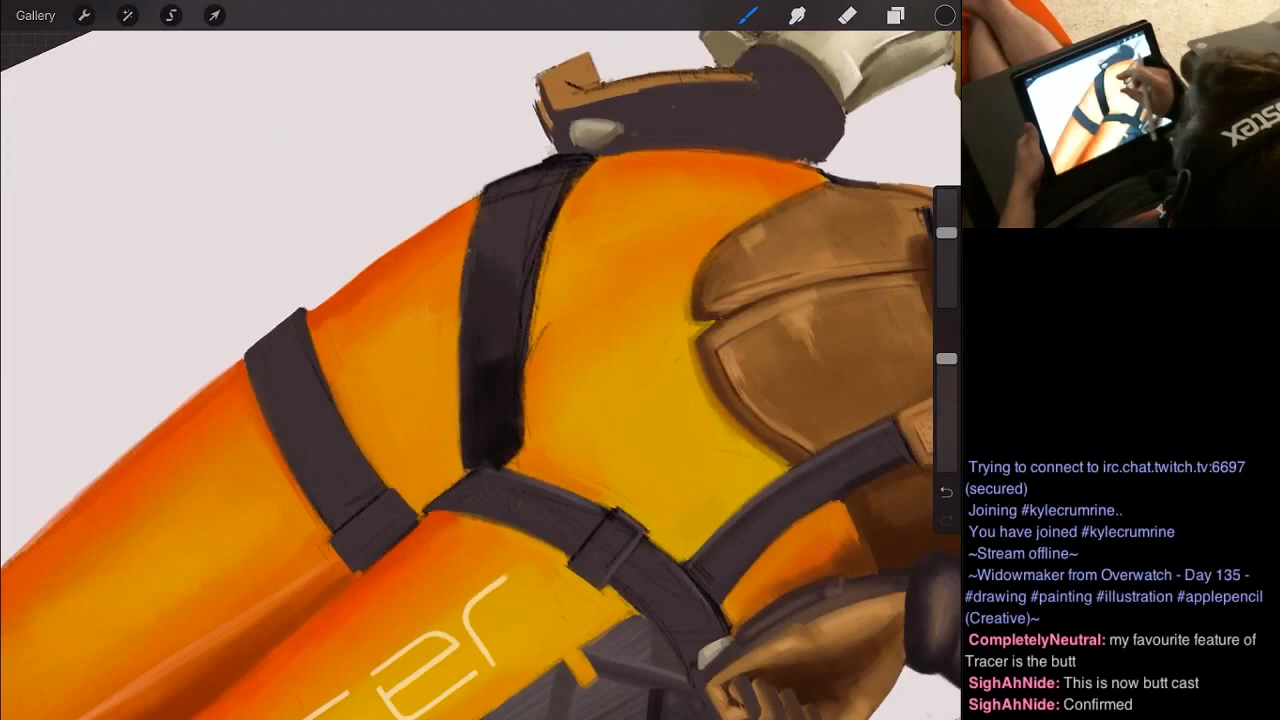 Gallery
stex
Trying to connect to irc.chat.twitch.tv:6697
(secured)
Joining #kylecrumrine..
You have joined #kylecrumrine
~Stream offline~
~Widowmaker from Overwatch - Day 135 -
#drawing #painting #illustration #applepencil
(Creative)~
CompletelyNeutral: my favourite feature of
Tracer is the butt
SighAhNide: This is now butt cast
SighAhNide: Confirmed
cer